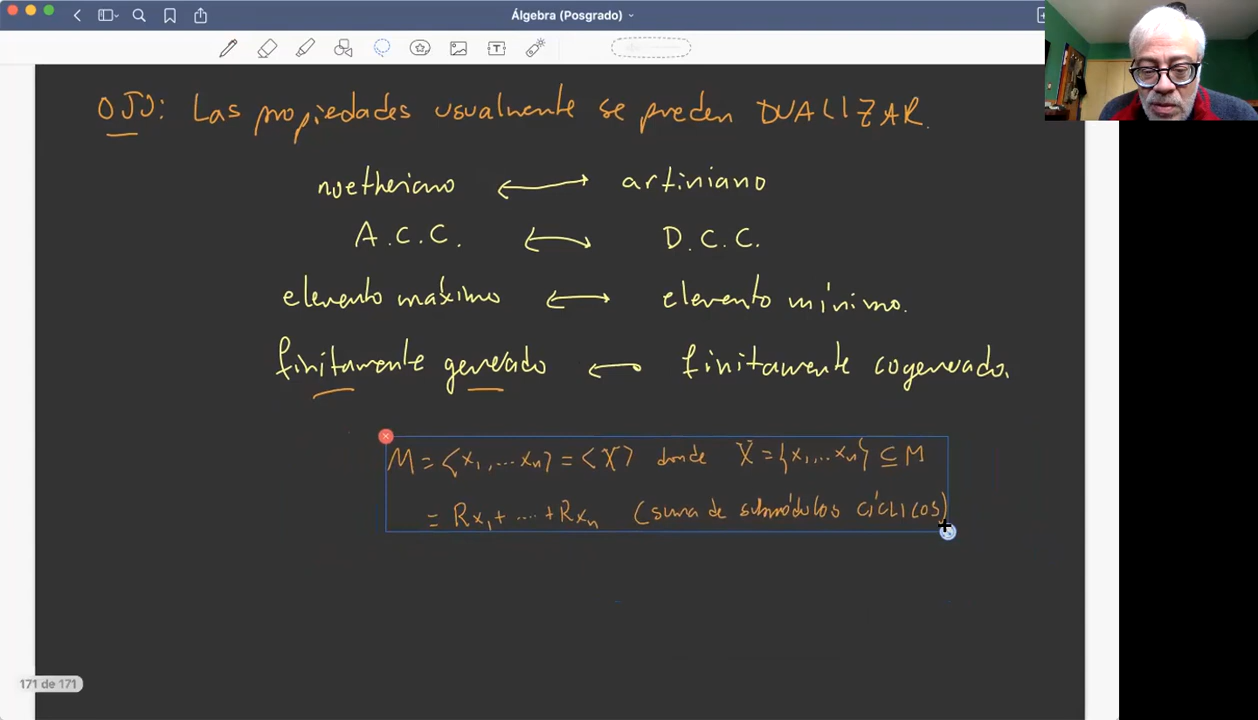 Álgebra (Posgrado)
OJO: Las propiedades usualmente se pueden DUALIZAR.
noetheriano ⟷ artiniano
A.C.C. ⟷ D.C.C.
elemento máximo ⟷ elemento mínimo.
finitamente generado ⟷ finitamente cogenerado.
M = <x₁,...xₙ> = <X> donde X = {x₁,...xₙ} ⊆ M
= Rx₁ + .... + Rxₙ (suma de submódulos CÍCLICOS)
171 de 171